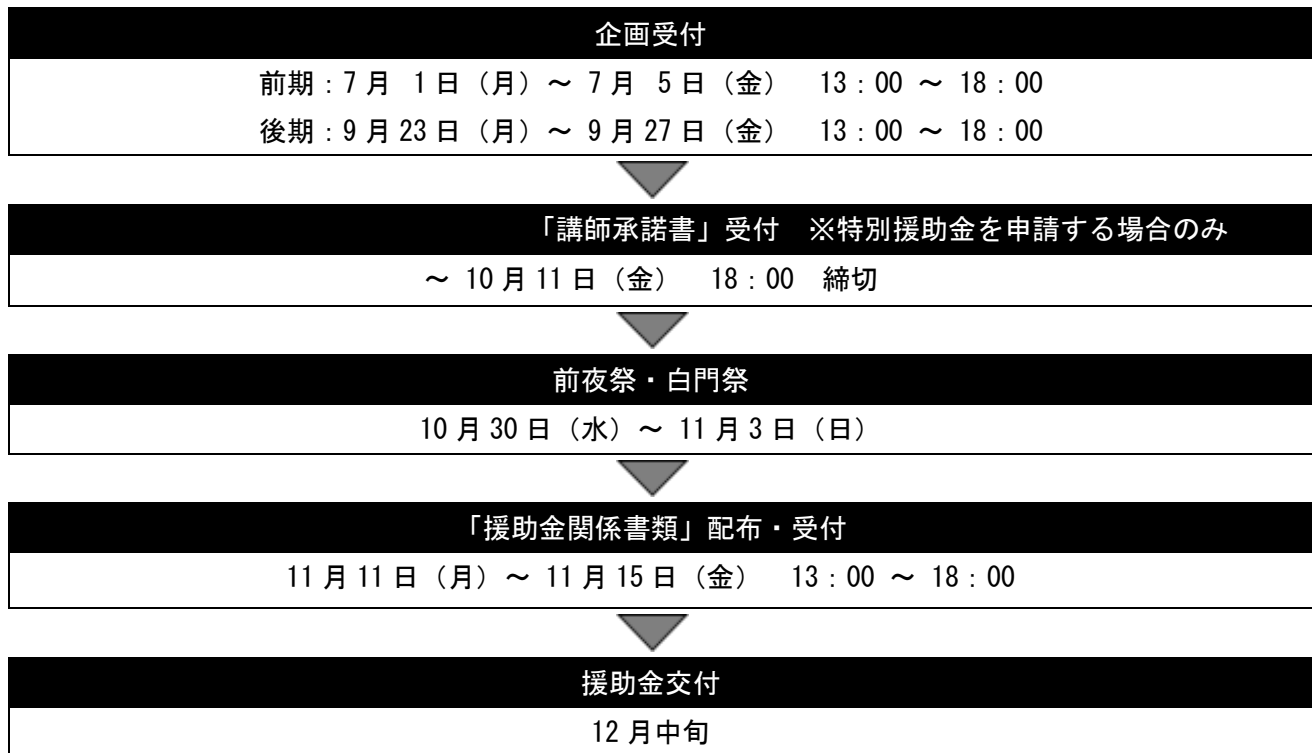 企画受付
前期：7月 1日（月）～ 7月 5日（金）　13：00 ～ 18：00
後期：9月23日（月）～ 9月27日（金）　13：00 ～ 18：00
「講師承諾書」受付　※特別援助金を申請する場合のみ
～ 10月11日（金）　18：00　締切
前夜祭・白門祭
10月30日（水）～ 11月3日（日）
「援助金関係書類」配布・受付
11月11日（月）～ 11月15日（金）　13：00 ～ 18：00
援助金交付
12月中旬